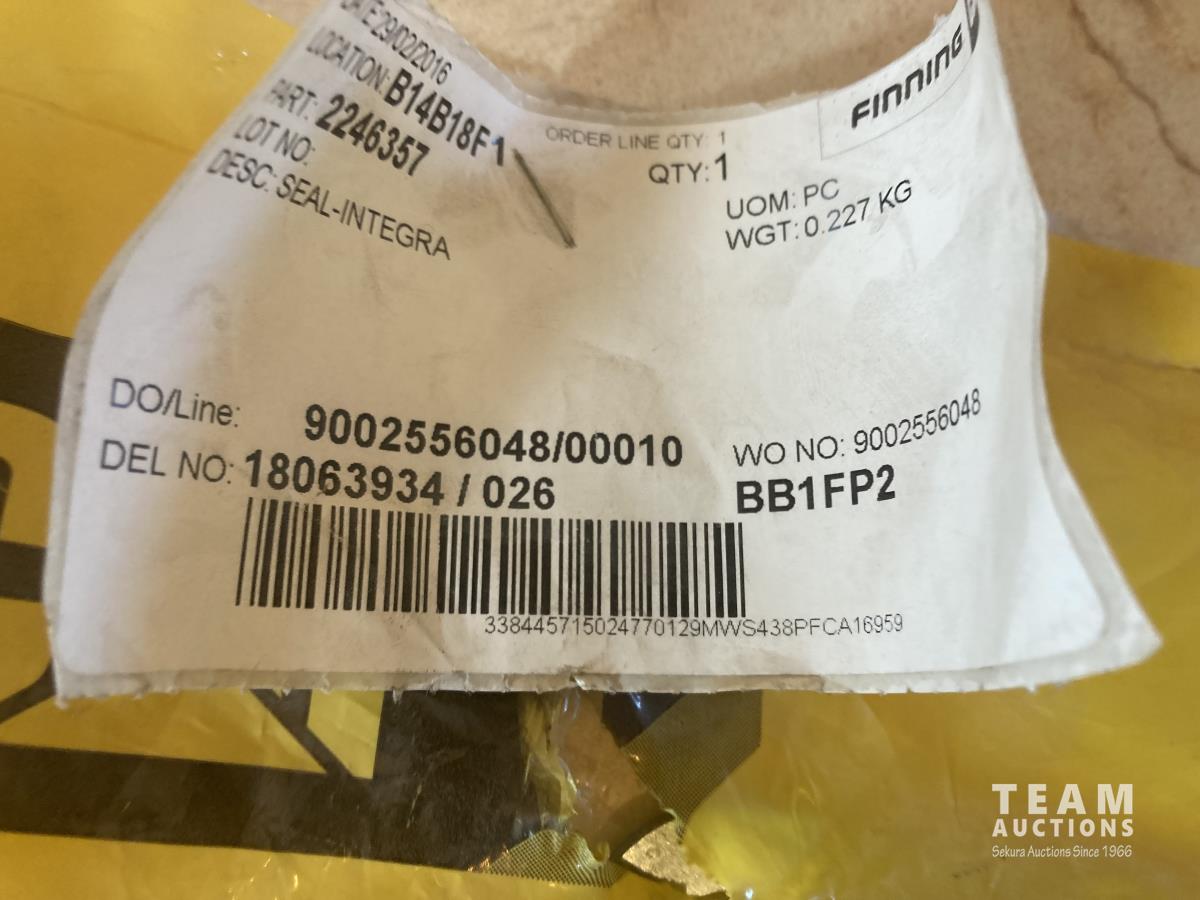 DATE:29/02/2016
LOCATION: B14B18F1
PART: 2246357
LOT NO:
DESC: SEAL-INTEGRA
ORDER LINE QTY: 1
QTY: 1
UOM: PC
WGT: 0.227 KG
FINNING
DO/Line: 9002556048/00010
WO NO: 9002556048
DEL NO: 18063934 / 026
BB1FP2
338445715024770129MWS438PFCA16959
TEAM
AUCTIONS
Sekura Auctions Since 1966